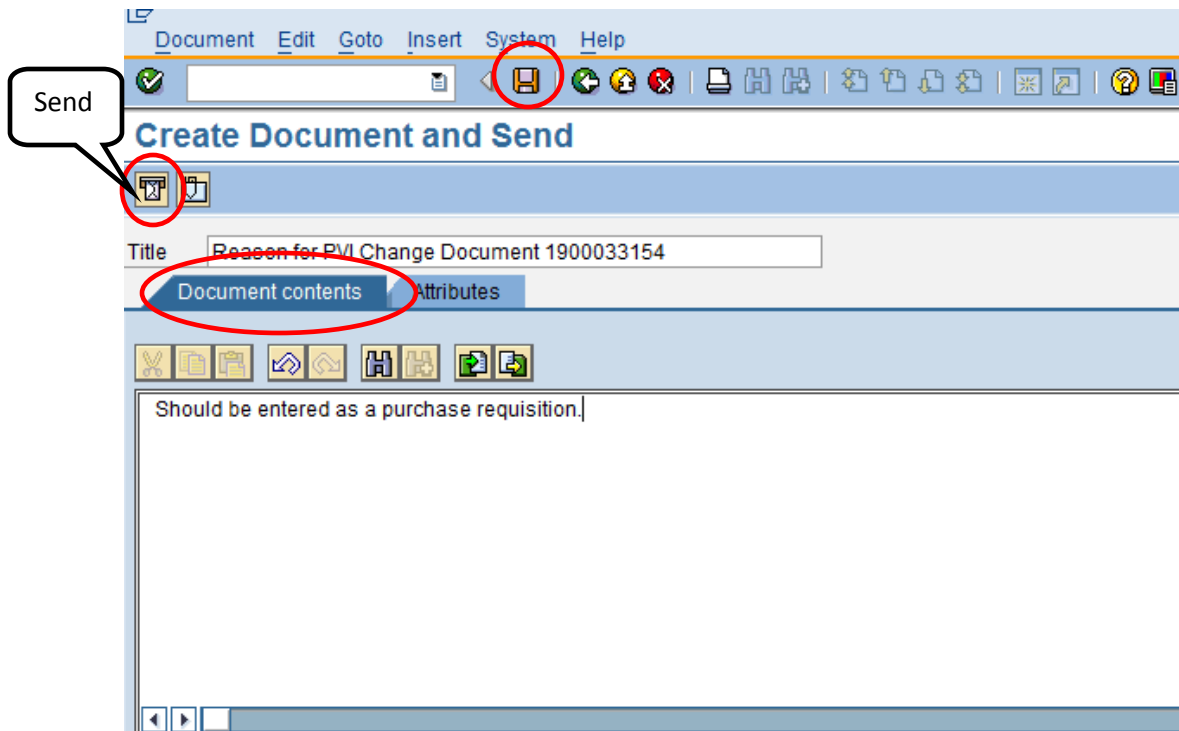 Document Edit Goto Insert System Help
Send
Create Document and Send
Title Reason for PVI Change Document 1900033154
Document contents Attributes
Should be entered as a purchase requisition.